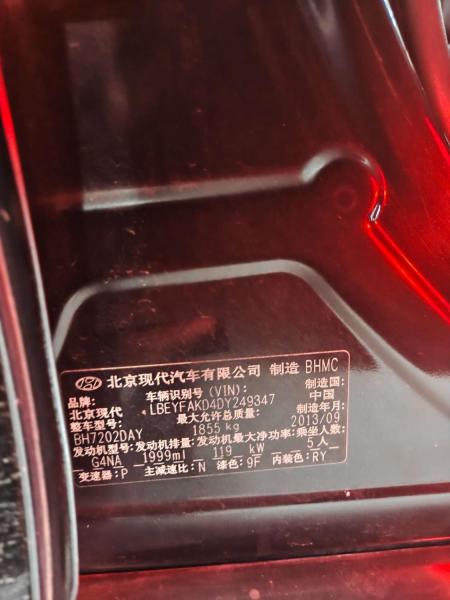 北京现代汽车有限公司 制造 BHMC
品牌: 车辆识别号(VIN): 制造国:
北京现代 LBEYFAKD4DY249347 中国
整车型号: 最大允许总质量: 制造年月:
BH7202DAY 1855 kg 2013/09
发动机型号: 发动机排量: 发动机最大净功率: 乘坐人数:
G4NA 1999ml 119 kW 5人
变速器:P 主减速比:N 漆色:9F 内装色:RY